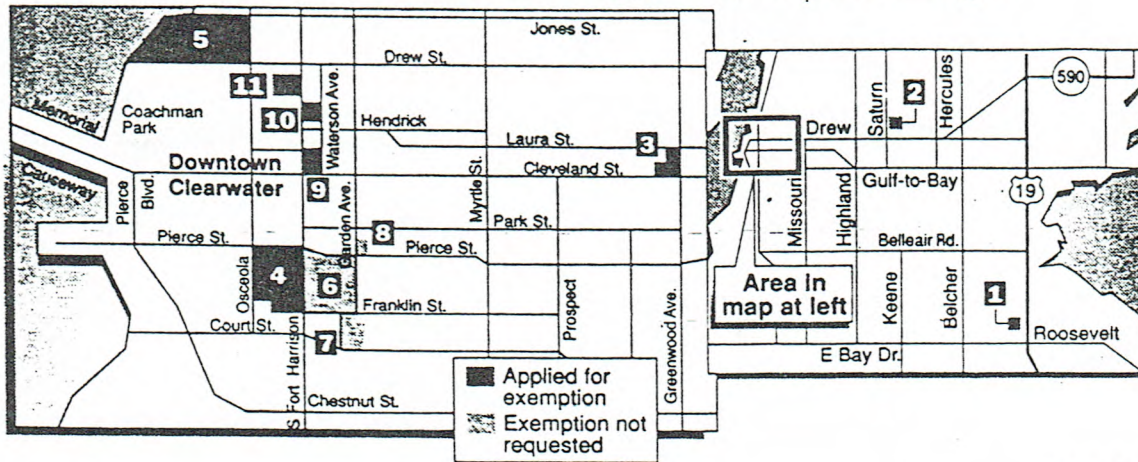 Jones St.
5
Drew St.
11
Coachman
Park
Memorial
10
Waterson Ave.
Hendrick
Laura St.
3
Cleveland St.
Downtown
Clearwater
Causeway
9
Pierce
Blvd.
Myrtle St.
Park St.
Pierce St.
8
Pierce St.
Garden Ave.
4
6
Osceola
Franklin St.
Court St.
7
S Fort Harrison
Prospect
Greenwood Ave.
Chestnut St.
Applied for
exemption
Exemption not
requested
590
2
Saturn
Hercules
Drew
Gulf-to-Bay
19
Missouri
Highland
Belleair Rd.
Area in
map at left
Keene
Belcher
1
Roosevelt
E Bay Dr.